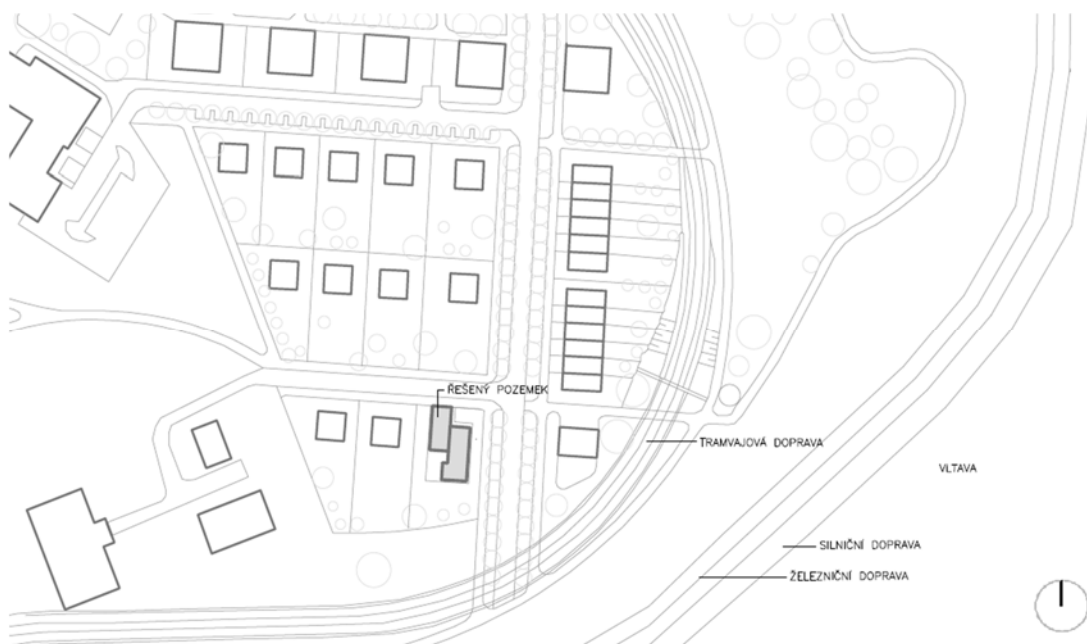 ŘEŠENÝ POZEMEK
TRAMVAJOVÁ DOPRAVA
VLTAVA
SILNIČNÍ DOPRAVA
ŽELEZNIČNÍ DOPRAVA